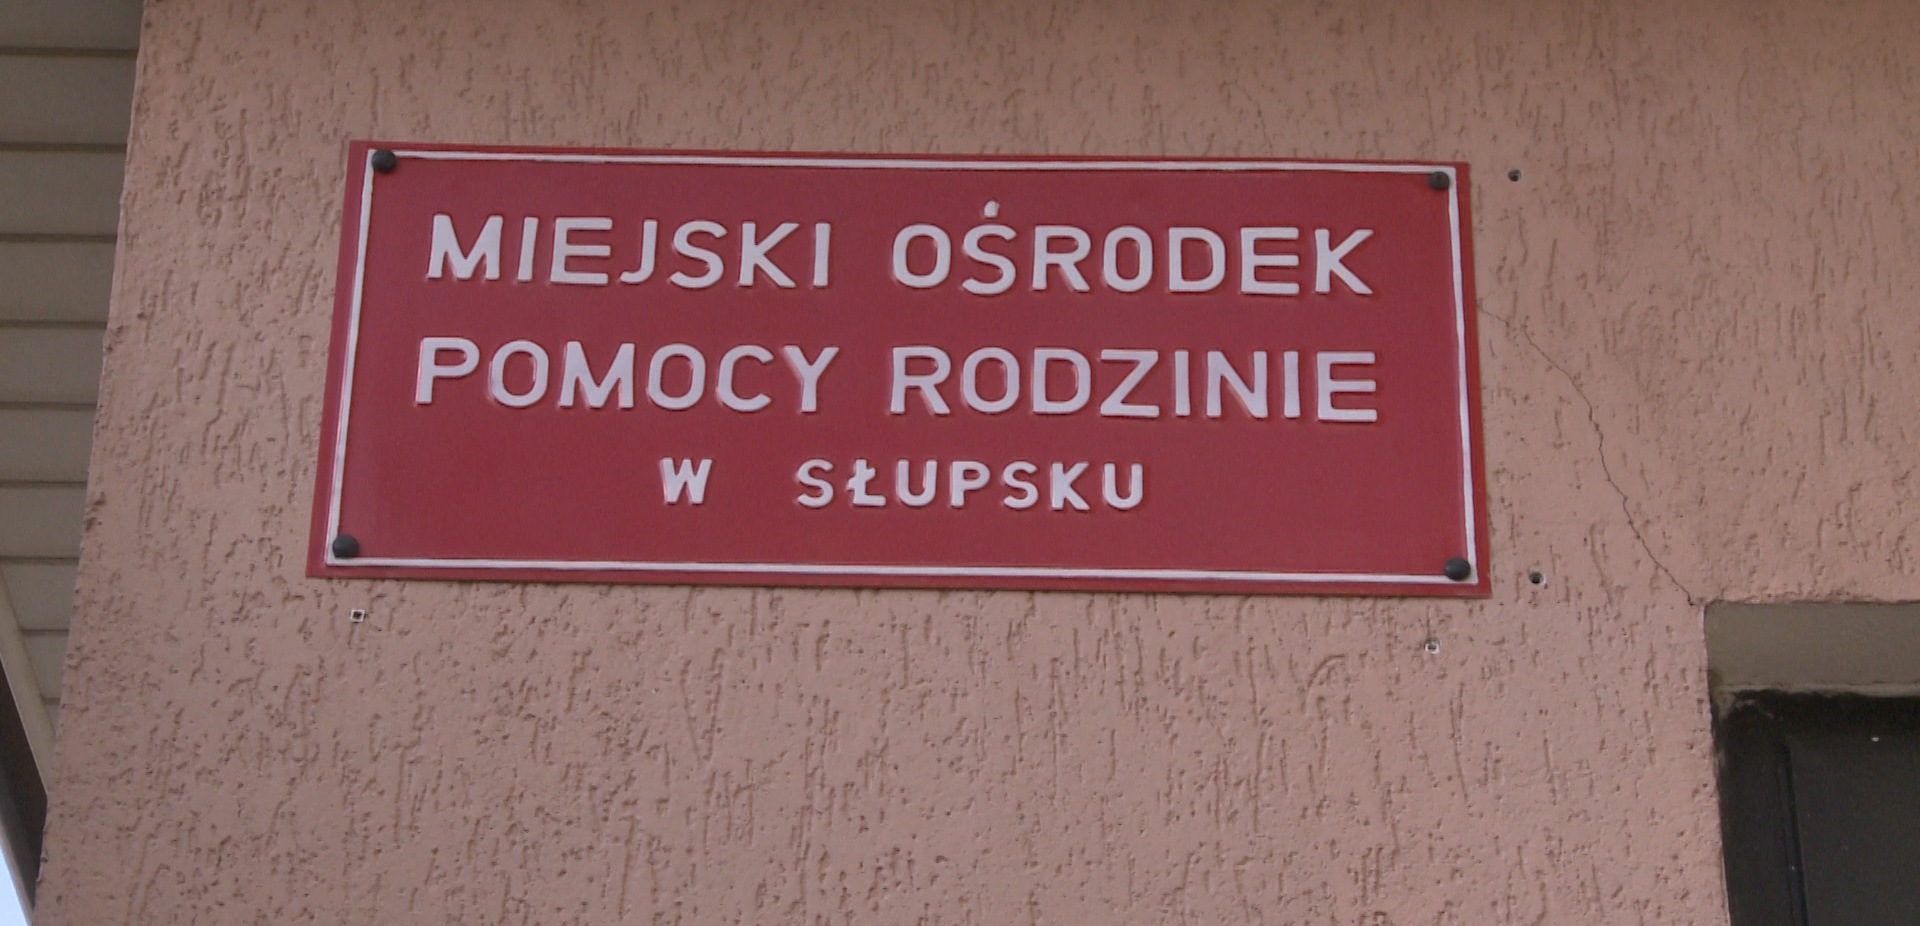 MIEJSKI OŚRODEK
POMOCY RODZINIE
W SŁUPSKU